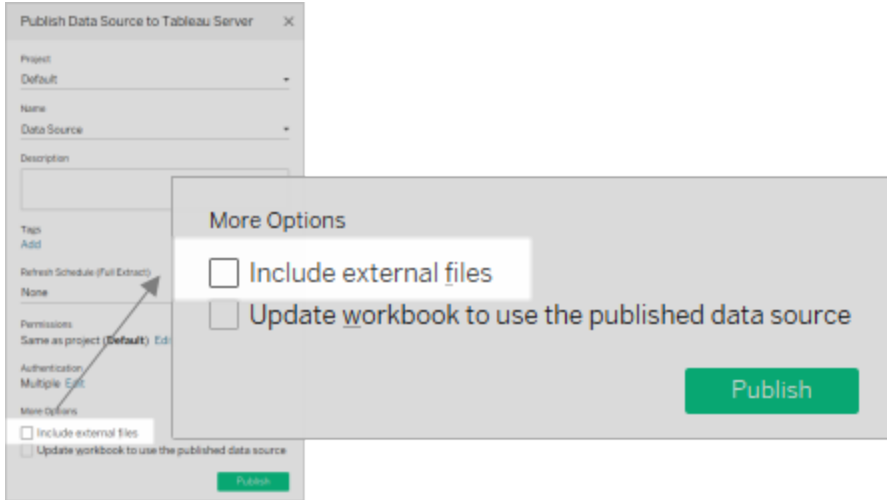 Publish Data Source to Tableau Server
Project
Default
Name
Data Source
Description
Tags
Add
Refresh Schedule (Full Extract)
None
Permissions
Same as project (Default) Edi
Authentication
Multiple Edit
More Options
Include external files
Update workbook to use the published data source
Publish
More Options
Include external files
Update workbook to use the published data source
Publish